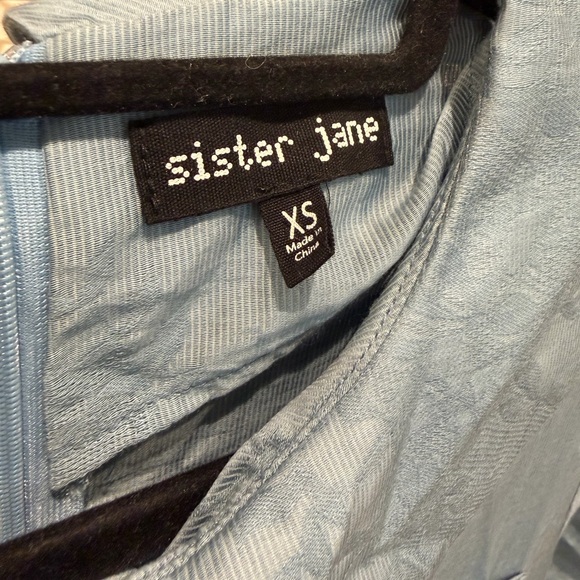 sister jane
XS
Made in
China